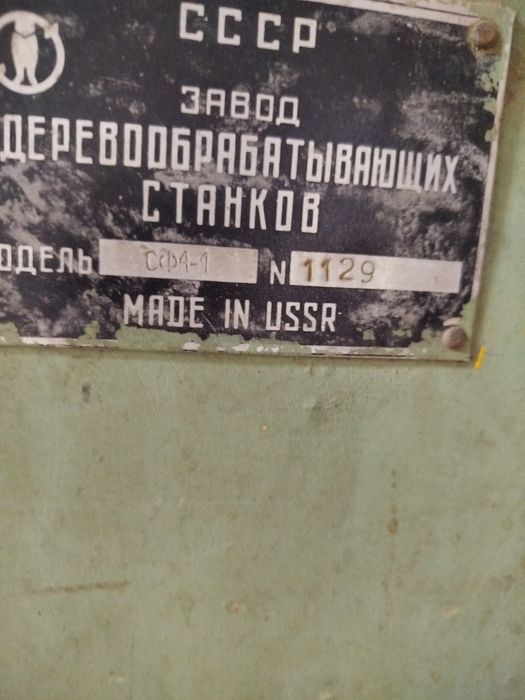 СССР
ЗАВОД
ДЕРЕВООБРАБАТЫВАЮЩИХ
СТАНКОВ
ОДЕЛЬ СФ4-1 N 1129
MADE IN USSR